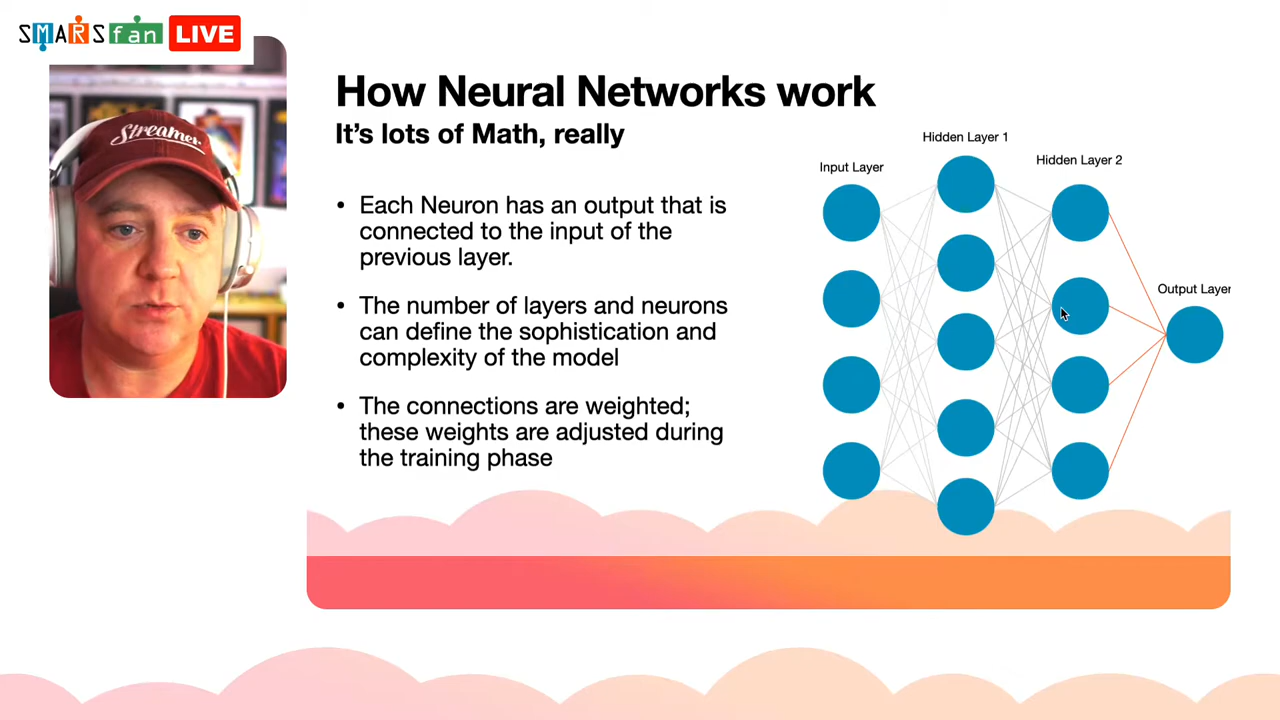 SMARSfan LIVE
Streamer
How Neural Networks work
It's lots of Math, really
• Each Neuron has an output that is
connected to the input of the
previous layer.
• The number of layers and neurons
can define the sophistication and
complexity of the model
• The connections are weighted;
these weights are adjusted during
the training phase
Input Layer
Hidden Layer 1
Hidden Layer 2
Output Layer